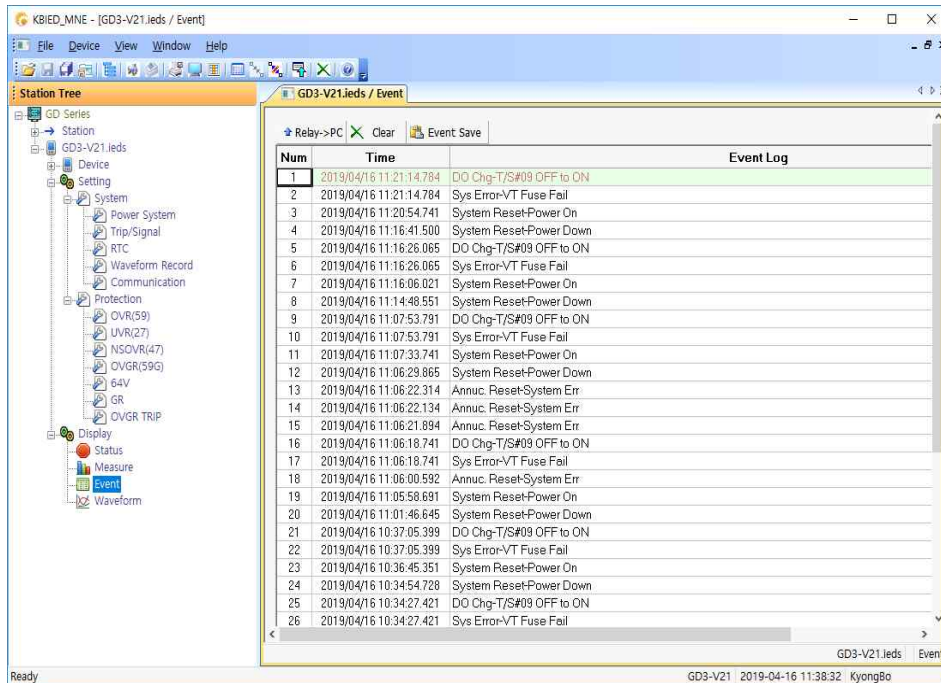 KBIED_MNE - [GD3-V21.ieds / Event]
File Device View Window Help
Station Tree
GD Series
Station
GD3-V21.ieds
Device
Setting
System
Power System
Trip/Signal
RTC
Waveform Record
Communication
Protection
OVR(59)
UVR(27)
NSOVR(47)
OVGR(59G)
64V
GR
OVGR TRIP
Display
Status
Measure
Event
Waveform
GD3-V21.ieds / Event
Relay->PC Clear Event Save
Num Time Event Log
1 2019/04/16 11:21:14.784 DO Chg-T/S#09 OFF to ON
2 2019/04/16 11:21:14.784 Sys Error-VT Fuse Fail
3 2019/04/16 11:20:54.741 System Reset-Power On
4 2019/04/16 11:16:41.500 System Reset-Power Down
5 2019/04/16 11:16:26.065 DO Chg-T/S#09 OFF to ON
6 2019/04/16 11:16:26.065 Sys Error-VT Fuse Fail
7 2019/04/16 11:16:06.021 System Reset-Power On
8 2019/04/16 11:14:48.551 System Reset-Power Down
9 2019/04/16 11:07:53.791 DO Chg-T/S#09 OFF to ON
10 2019/04/16 11:07:53.791 Sys Error-VT Fuse Fail
11 2019/04/16 11:07:33.741 System Reset-Power On
12 2019/04/16 11:06:29.865 System Reset-Power Down
13 2019/04/16 11:06:22.314 Annuc. Reset-System Err
14 2019/04/16 11:06:22.134 Annuc. Reset-System Err
15 2019/04/16 11:06:21.894 Annuc. Reset-System Err
16 2019/04/16 11:06:18.741 DO Chg-T/S#09 OFF to ON
17 2019/04/16 11:06:18.741 Sys Error-VT Fuse Fail
18 2019/04/16 11:06:00.592 Annuc. Reset-System Err
19 2019/04/16 11:05:58.691 System Reset-Power On
20 2019/04/16 11:01:46.645 System Reset-Power Down
21 2019/04/16 10:37:05.399 DO Chg-T/S#09 OFF to ON
22 2019/04/16 10:37:05.399 Sys Error-VT Fuse Fail
23 2019/04/16 10:36:45.351 System Reset-Power On
24 2019/04/16 10:34:54.728 System Reset-Power Down
25 2019/04/16 10:34:27.421 DO Chg-T/S#09 OFF to ON
26 2019/04/16 10:34:27.421 Sys Error-VT Fuse Fail
GD3-V21.ieds Event
Ready GD3-V21 2019-04-16 11:38:32 KyongBo